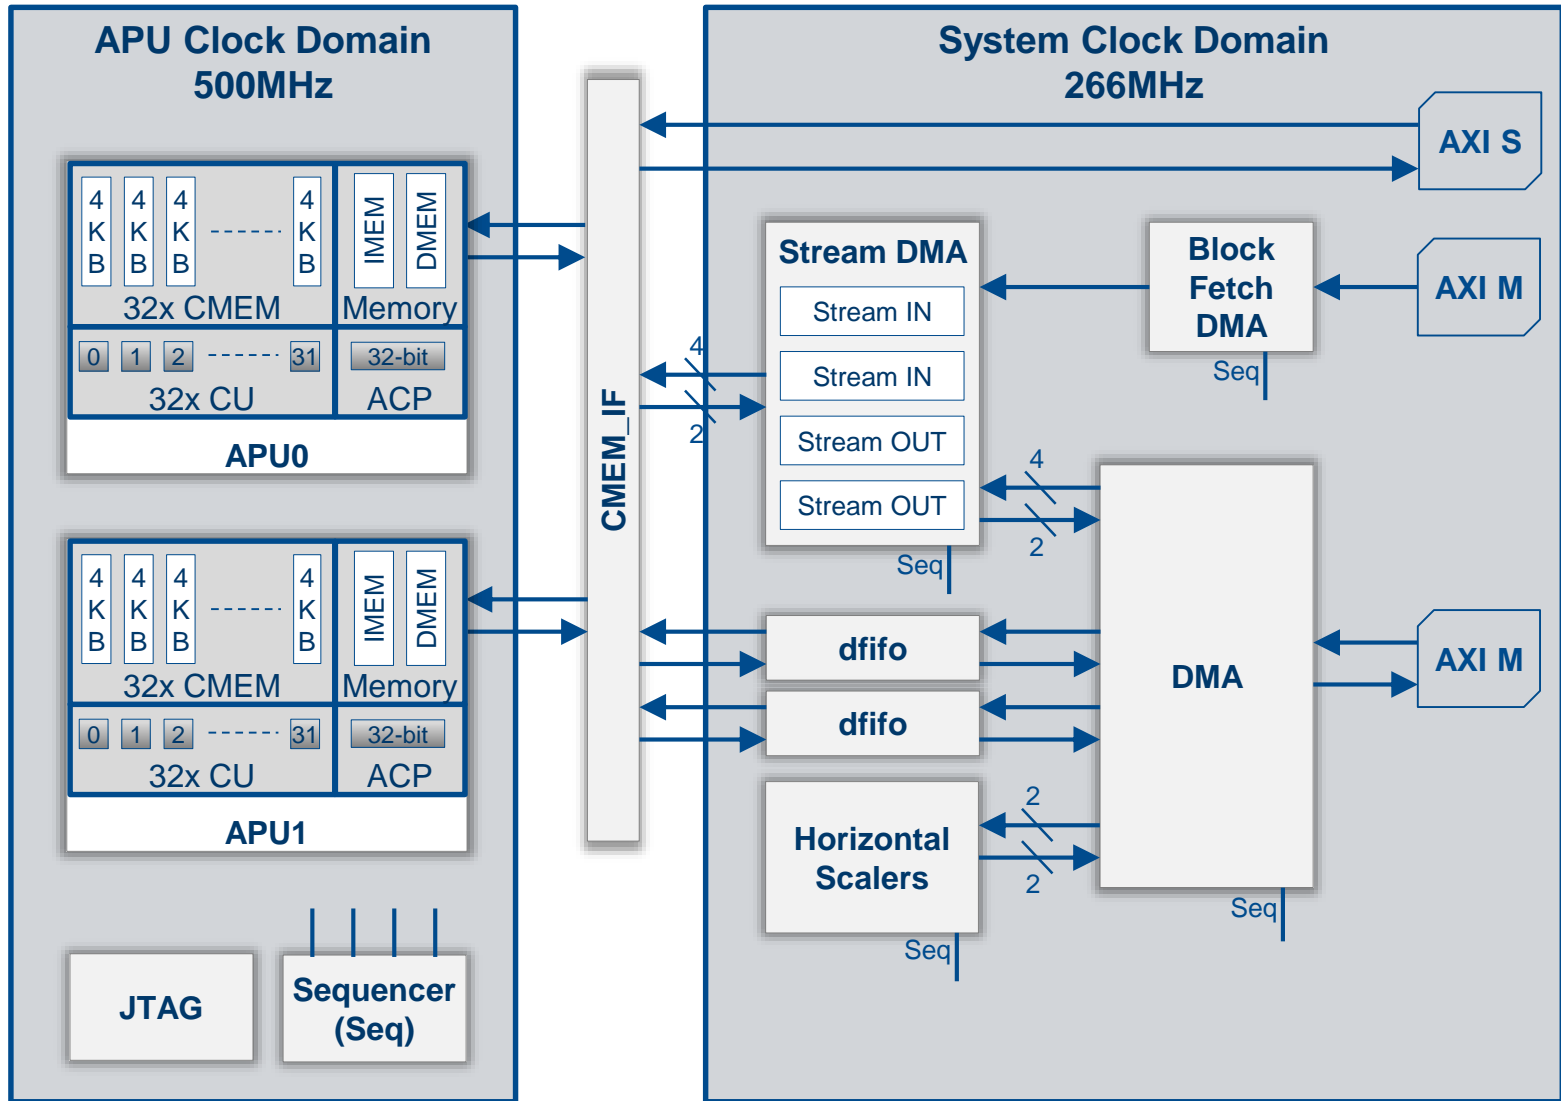 APU Clock Domain
500MHz
4
K
B
4
K
B
4
K
B
4
K
B
32x CMEM
IMEM
DMEM
Memory
0 1 2 31
32x CU
32-bit
ACP
APU0
4
K
B
4
K
B
4
K
B
4
K
B
32x CMEM
IMEM
DMEM
Memory
0 1 2 31
32x CU
32-bit
ACP
APU1
JTAG
Sequencer
(Seq)
CMEM_IF
System Clock Domain
266MHz
AXI S
Stream DMA
Stream IN
Stream IN
Stream OUT
Stream OUT
Seq
4
2
Block
Fetch
DMA
Seq
AXI M
4
2
dfifo
dfifo
DMA
Seq
AXI M
Horizontal
Scalers
Seq
2
2